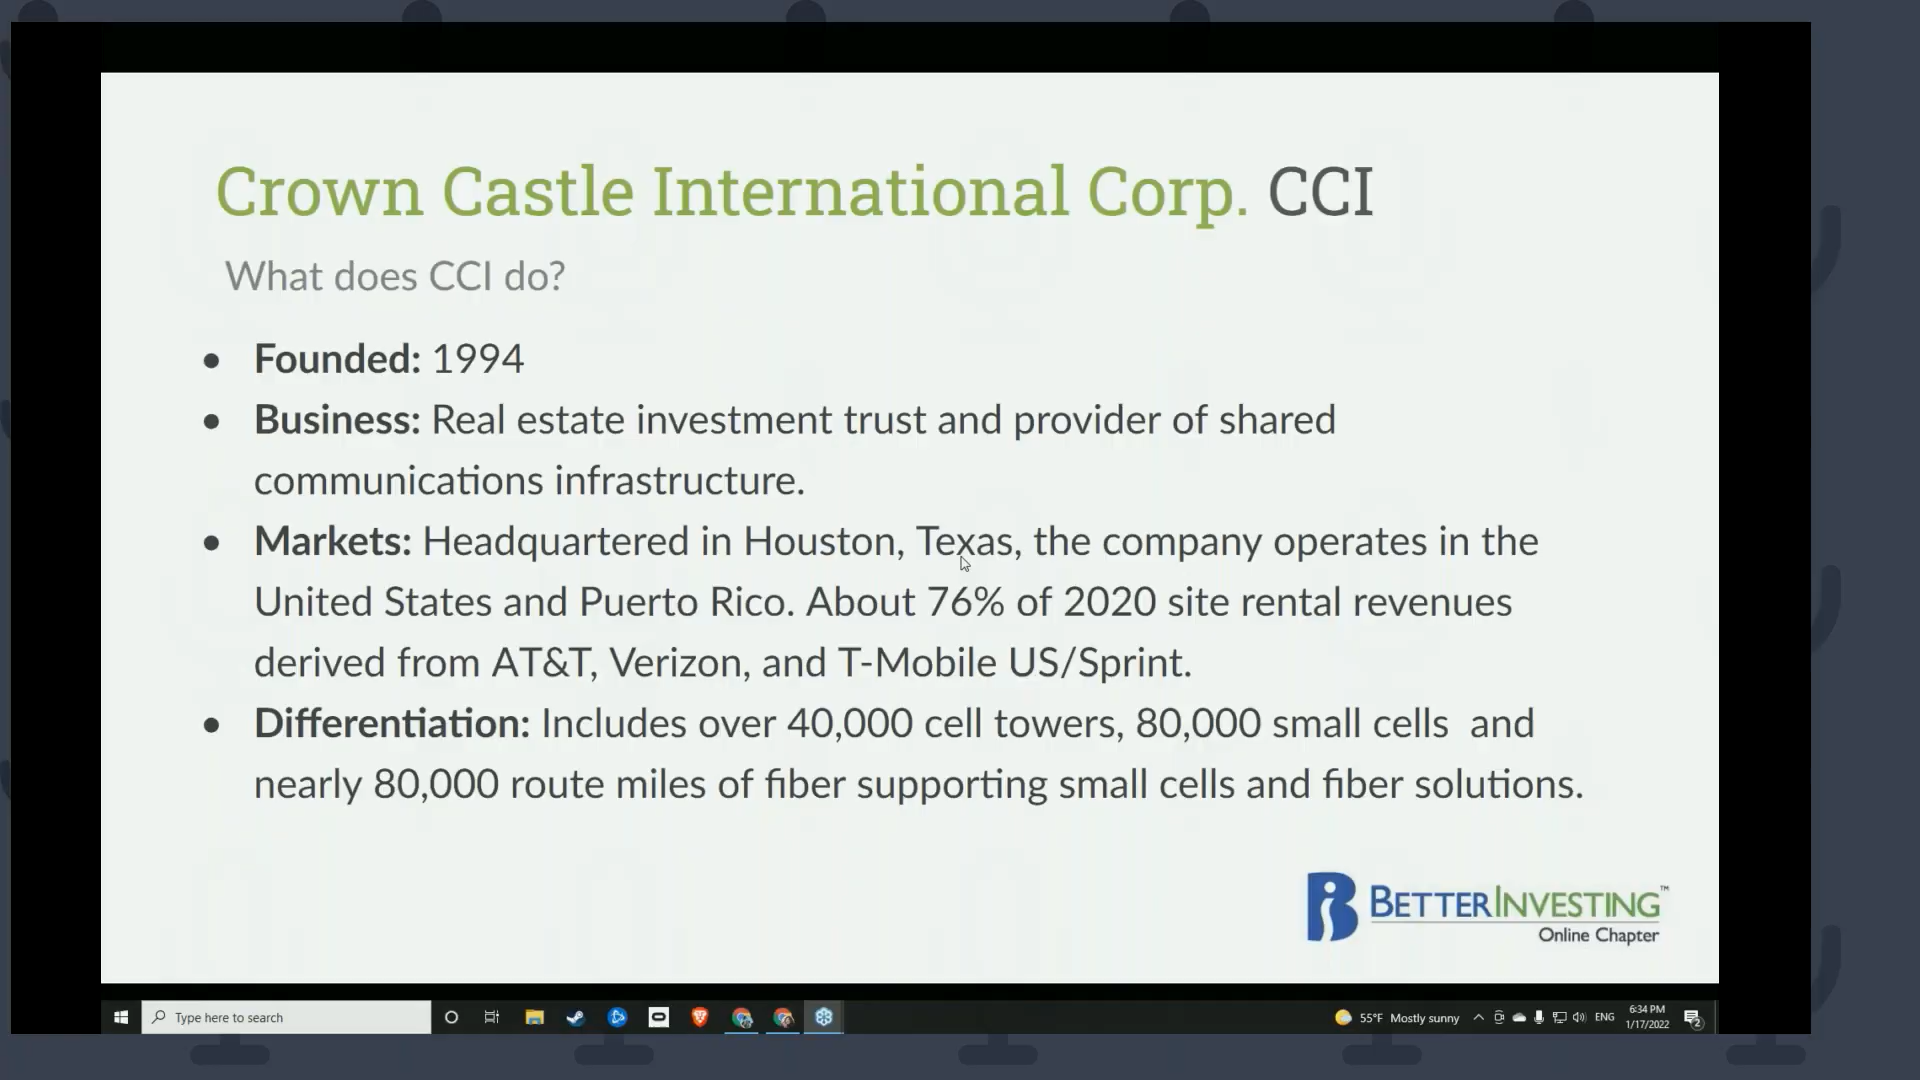 Crown Castle International Corp. CCI
What does CCI do?
• Founded: 1994
• Business: Real estate investment trust and provider of shared
communications infrastructure.
• Markets: Headquartered in Houston, Texas, the company operates in the
United States and Puerto Rico. About 76% of 2020 site rental revenues
derived from AT&T, Verizon, and T-Mobile US/Sprint.
• Differentiation: Includes over 40,000 cell towers, 80,000 small cells  and
nearly 80,000 route miles of fiber supporting small cells and fiber solutions.
BETTERINVESTING™
Online Chapter
Type here to search
55°F Mostly sunny
ENG
6:34 PM
1/17/2022
2